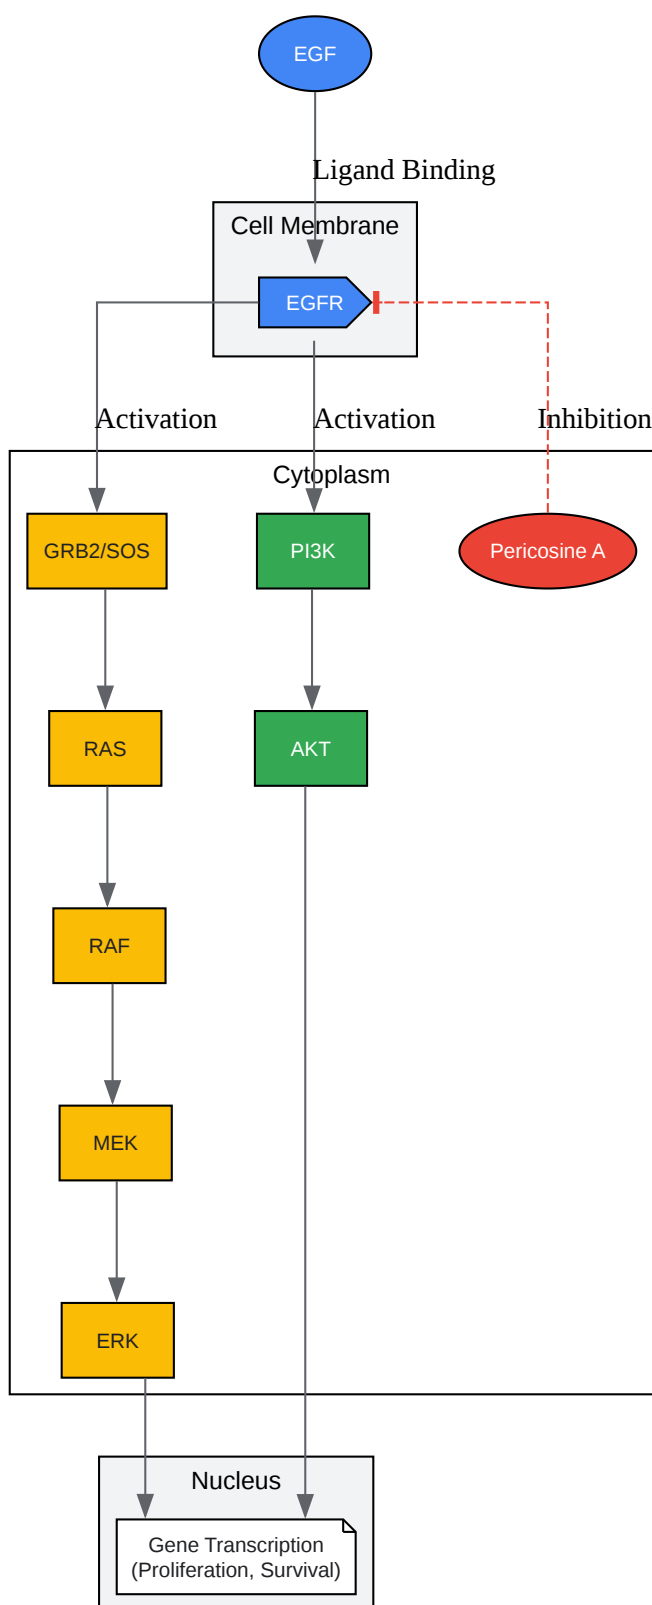 EGF
Ligand Binding
Cell Membrane
EGFR
Activation
Activation
Inhibition
Cytoplasm
GRB2/SOS
PI3K
Pericosine A
RAS
AKT
RAF
MEK
ERK
Nucleus
Gene Transcription
(Proliferation, Survival)